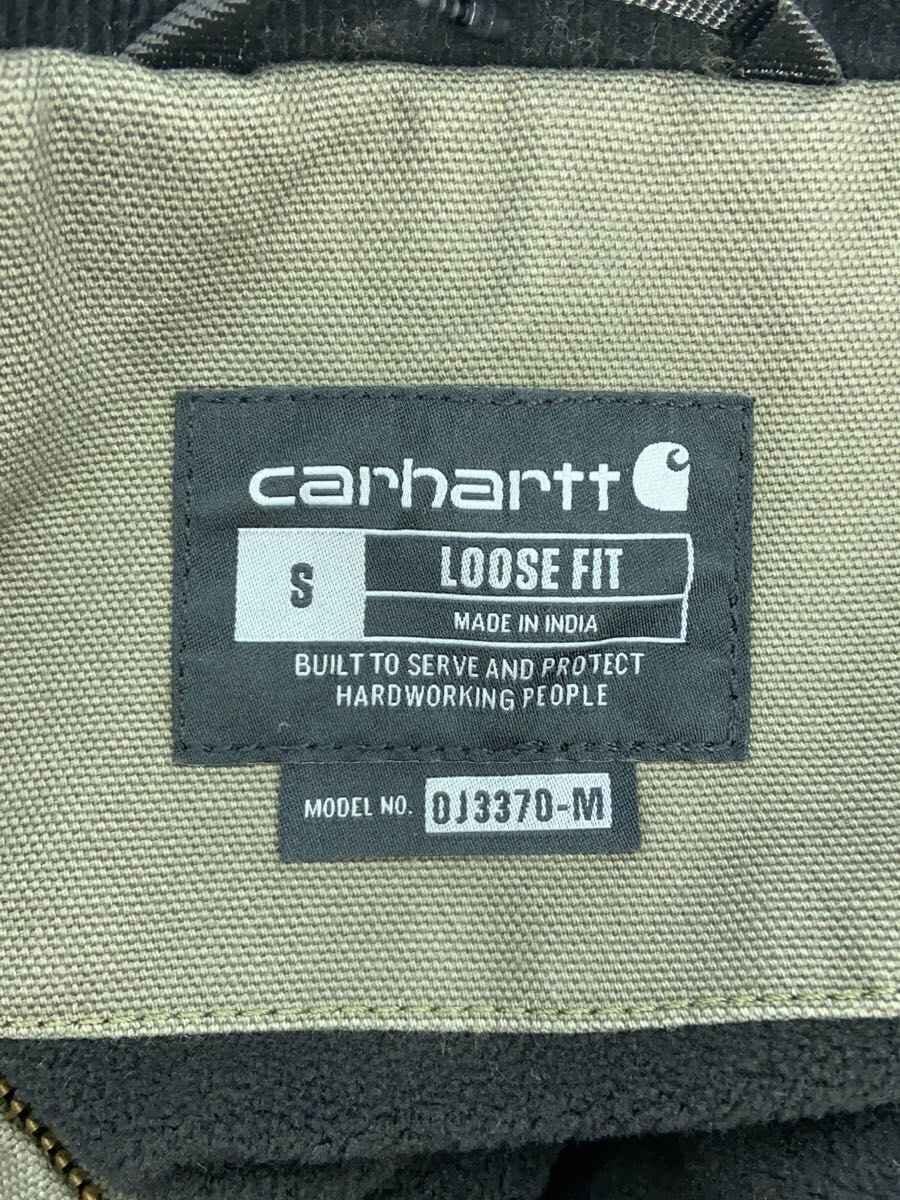 carhartt
S LOOSE FIT
MADE IN INDIA
BUILT TO SERVE AND PROTECT
HARDWORKING PEOPLE
MODEL NO. OJ3370-M